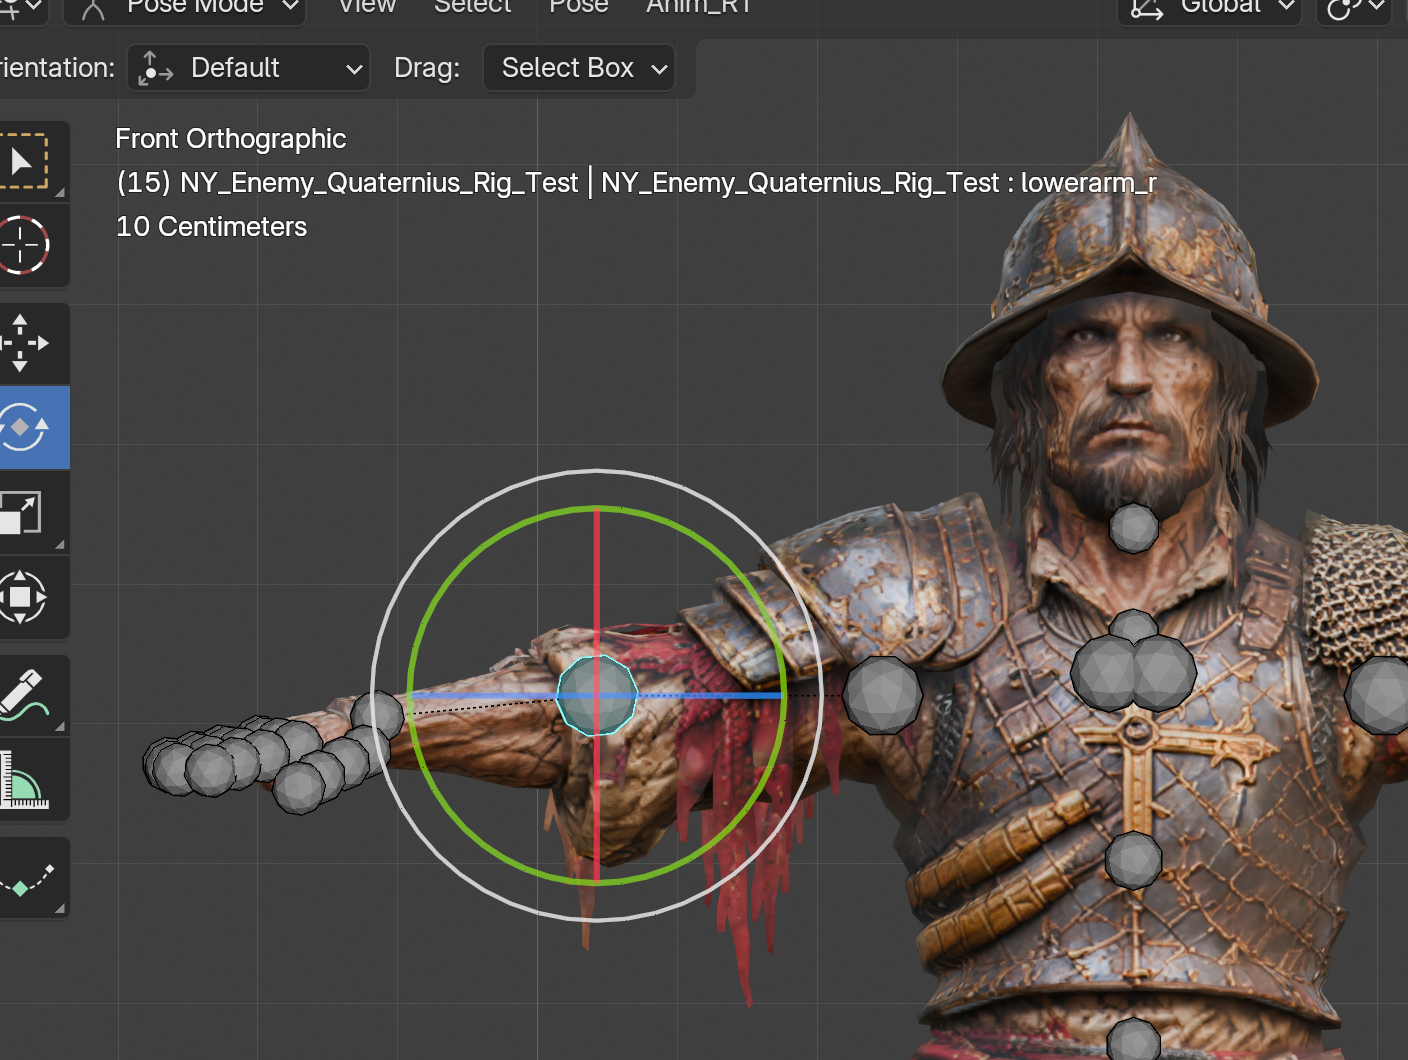 Pose Mode View Select Pose Anim_RT Global
rientation: Default Drag: Select Box
Front Orthographic
(15) NY_Enemy_Quaternius_Rig_Test | NY_Enemy_Quaternius_Rig_Test : lowerarm_r
10 Centimeters